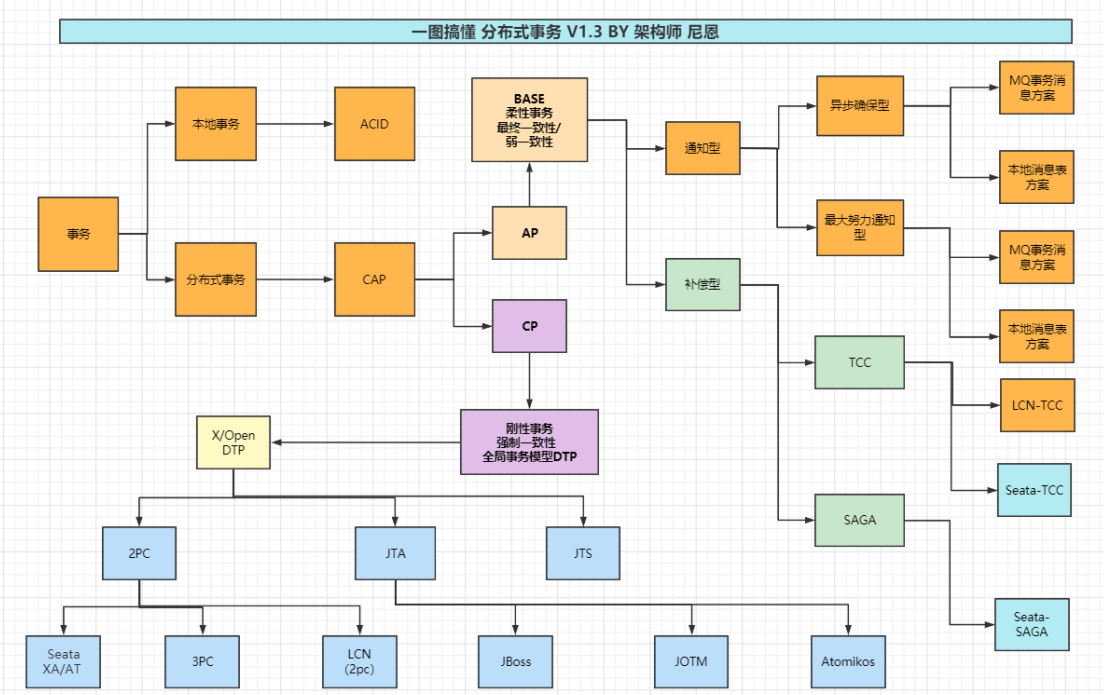 一图搞懂 分布式事务 V1.3 BY 架构师 尼恩
事务
本地事务
ACID
分布式事务
CAP
BASE
柔性事务
最终一致性/
弱一致性
AP
CP
刚性事务
强制一致性
全局事务模型DTP
通知型
异步确保型
MQ事务消
息方案
本地消息表
方案
最大努力通知
型
MQ事务消
息方案
本地消息表
方案
补偿型
TCC
LCN-TCC
Seata-TCC
SAGA
Seata-
SAGA
X/Open
DTP
2PC
JTA
JTS
Seata
XA/AT
3PC
LCN
(2pc)
JBoss
JOTM
Atomikos